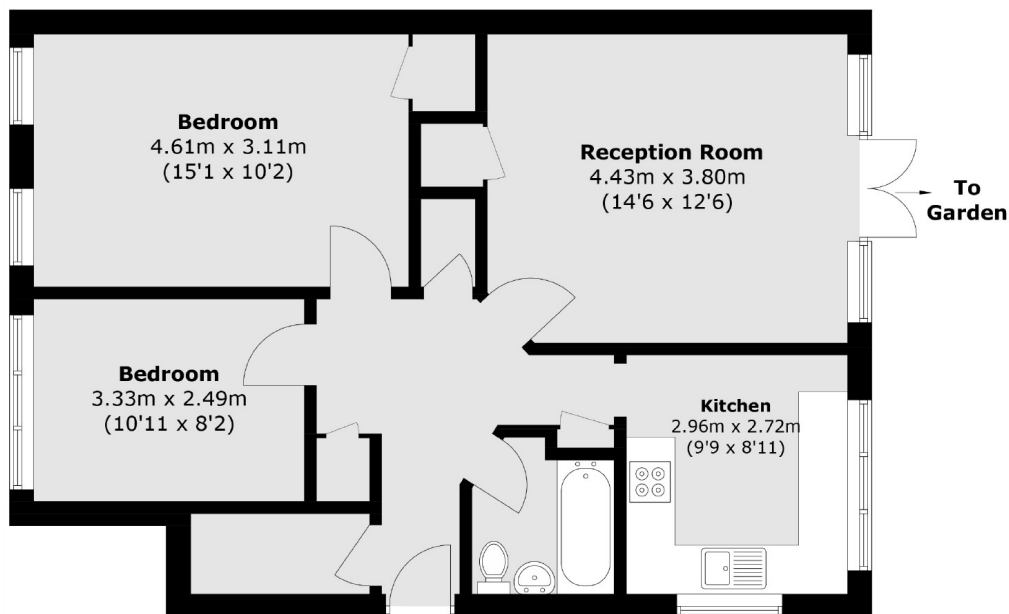 Bedroom
4.61m x 3.11m
(15'1 x 10'2)
Reception Room
4.43m x 3.80m
(14'6 x 12'6)
To
Garden
Bedroom
3.33m x 2.49m
(10'11 x 8'2)
Kitchen
2.96m x 2.72m
(9'9 x 8'11)